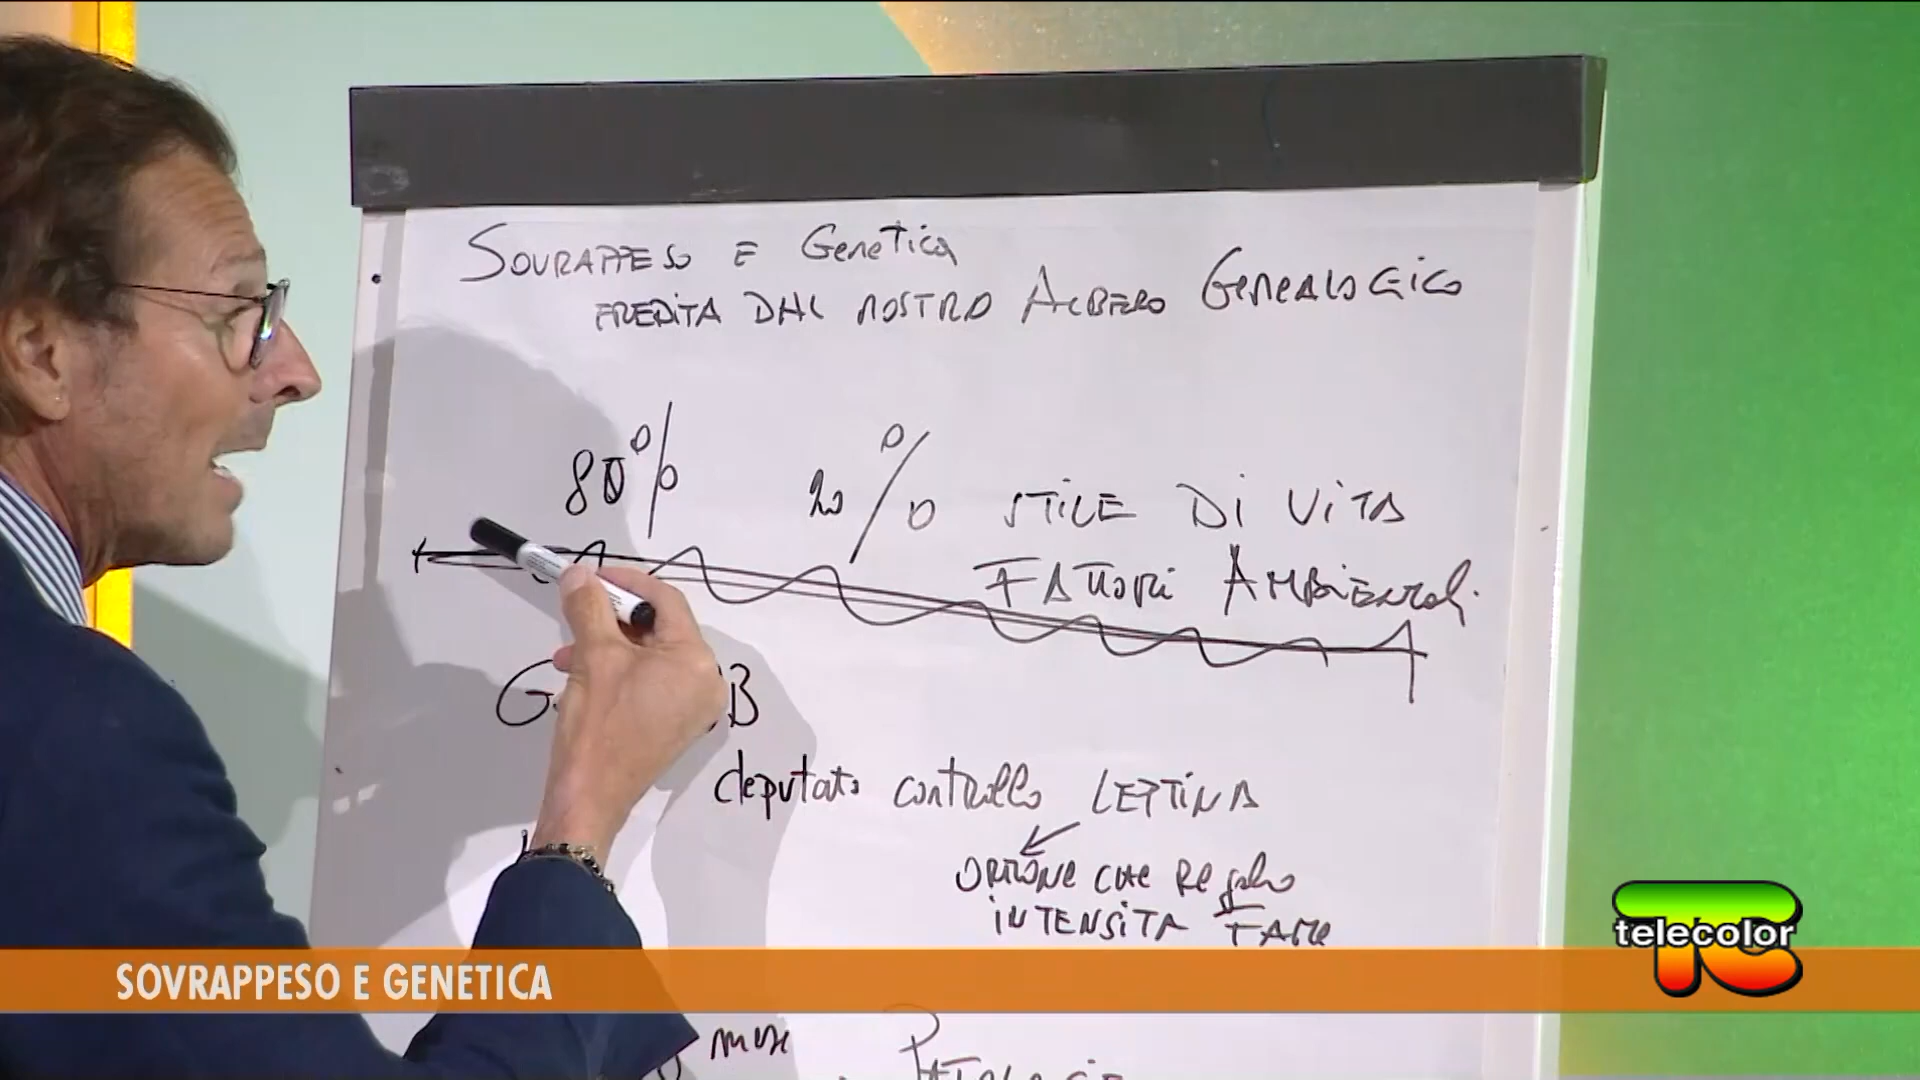 SOVRAPPESO E GENETICA
EREDITA DAL NOSTRO ALBERO GENEALOGICO
80% 20% STILE DI VITA
FATTORI AMBIENTALI
deputato controllo LEPTINA
ORMONE CHE REGOLA
INTENSITA FAME
SOVRAPPESO E GENETICA
telecolor
TC